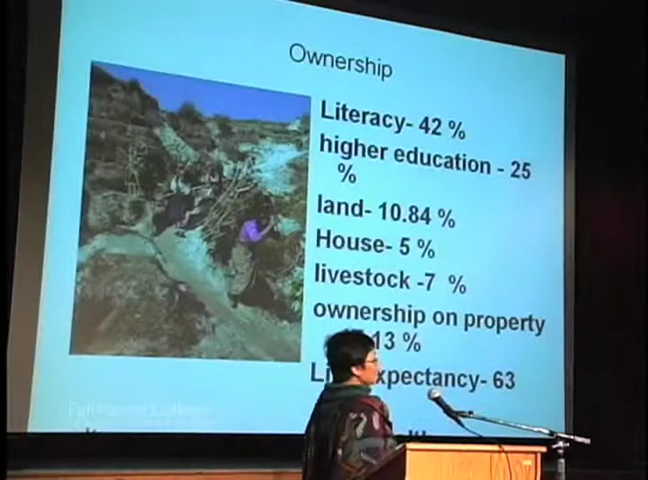 Ownership
Literacy- 42 %
higher education - 25
%
land- 10.84 %
House- 5 %
livestock -7 %
ownership on property
13 %
expectancy- 63